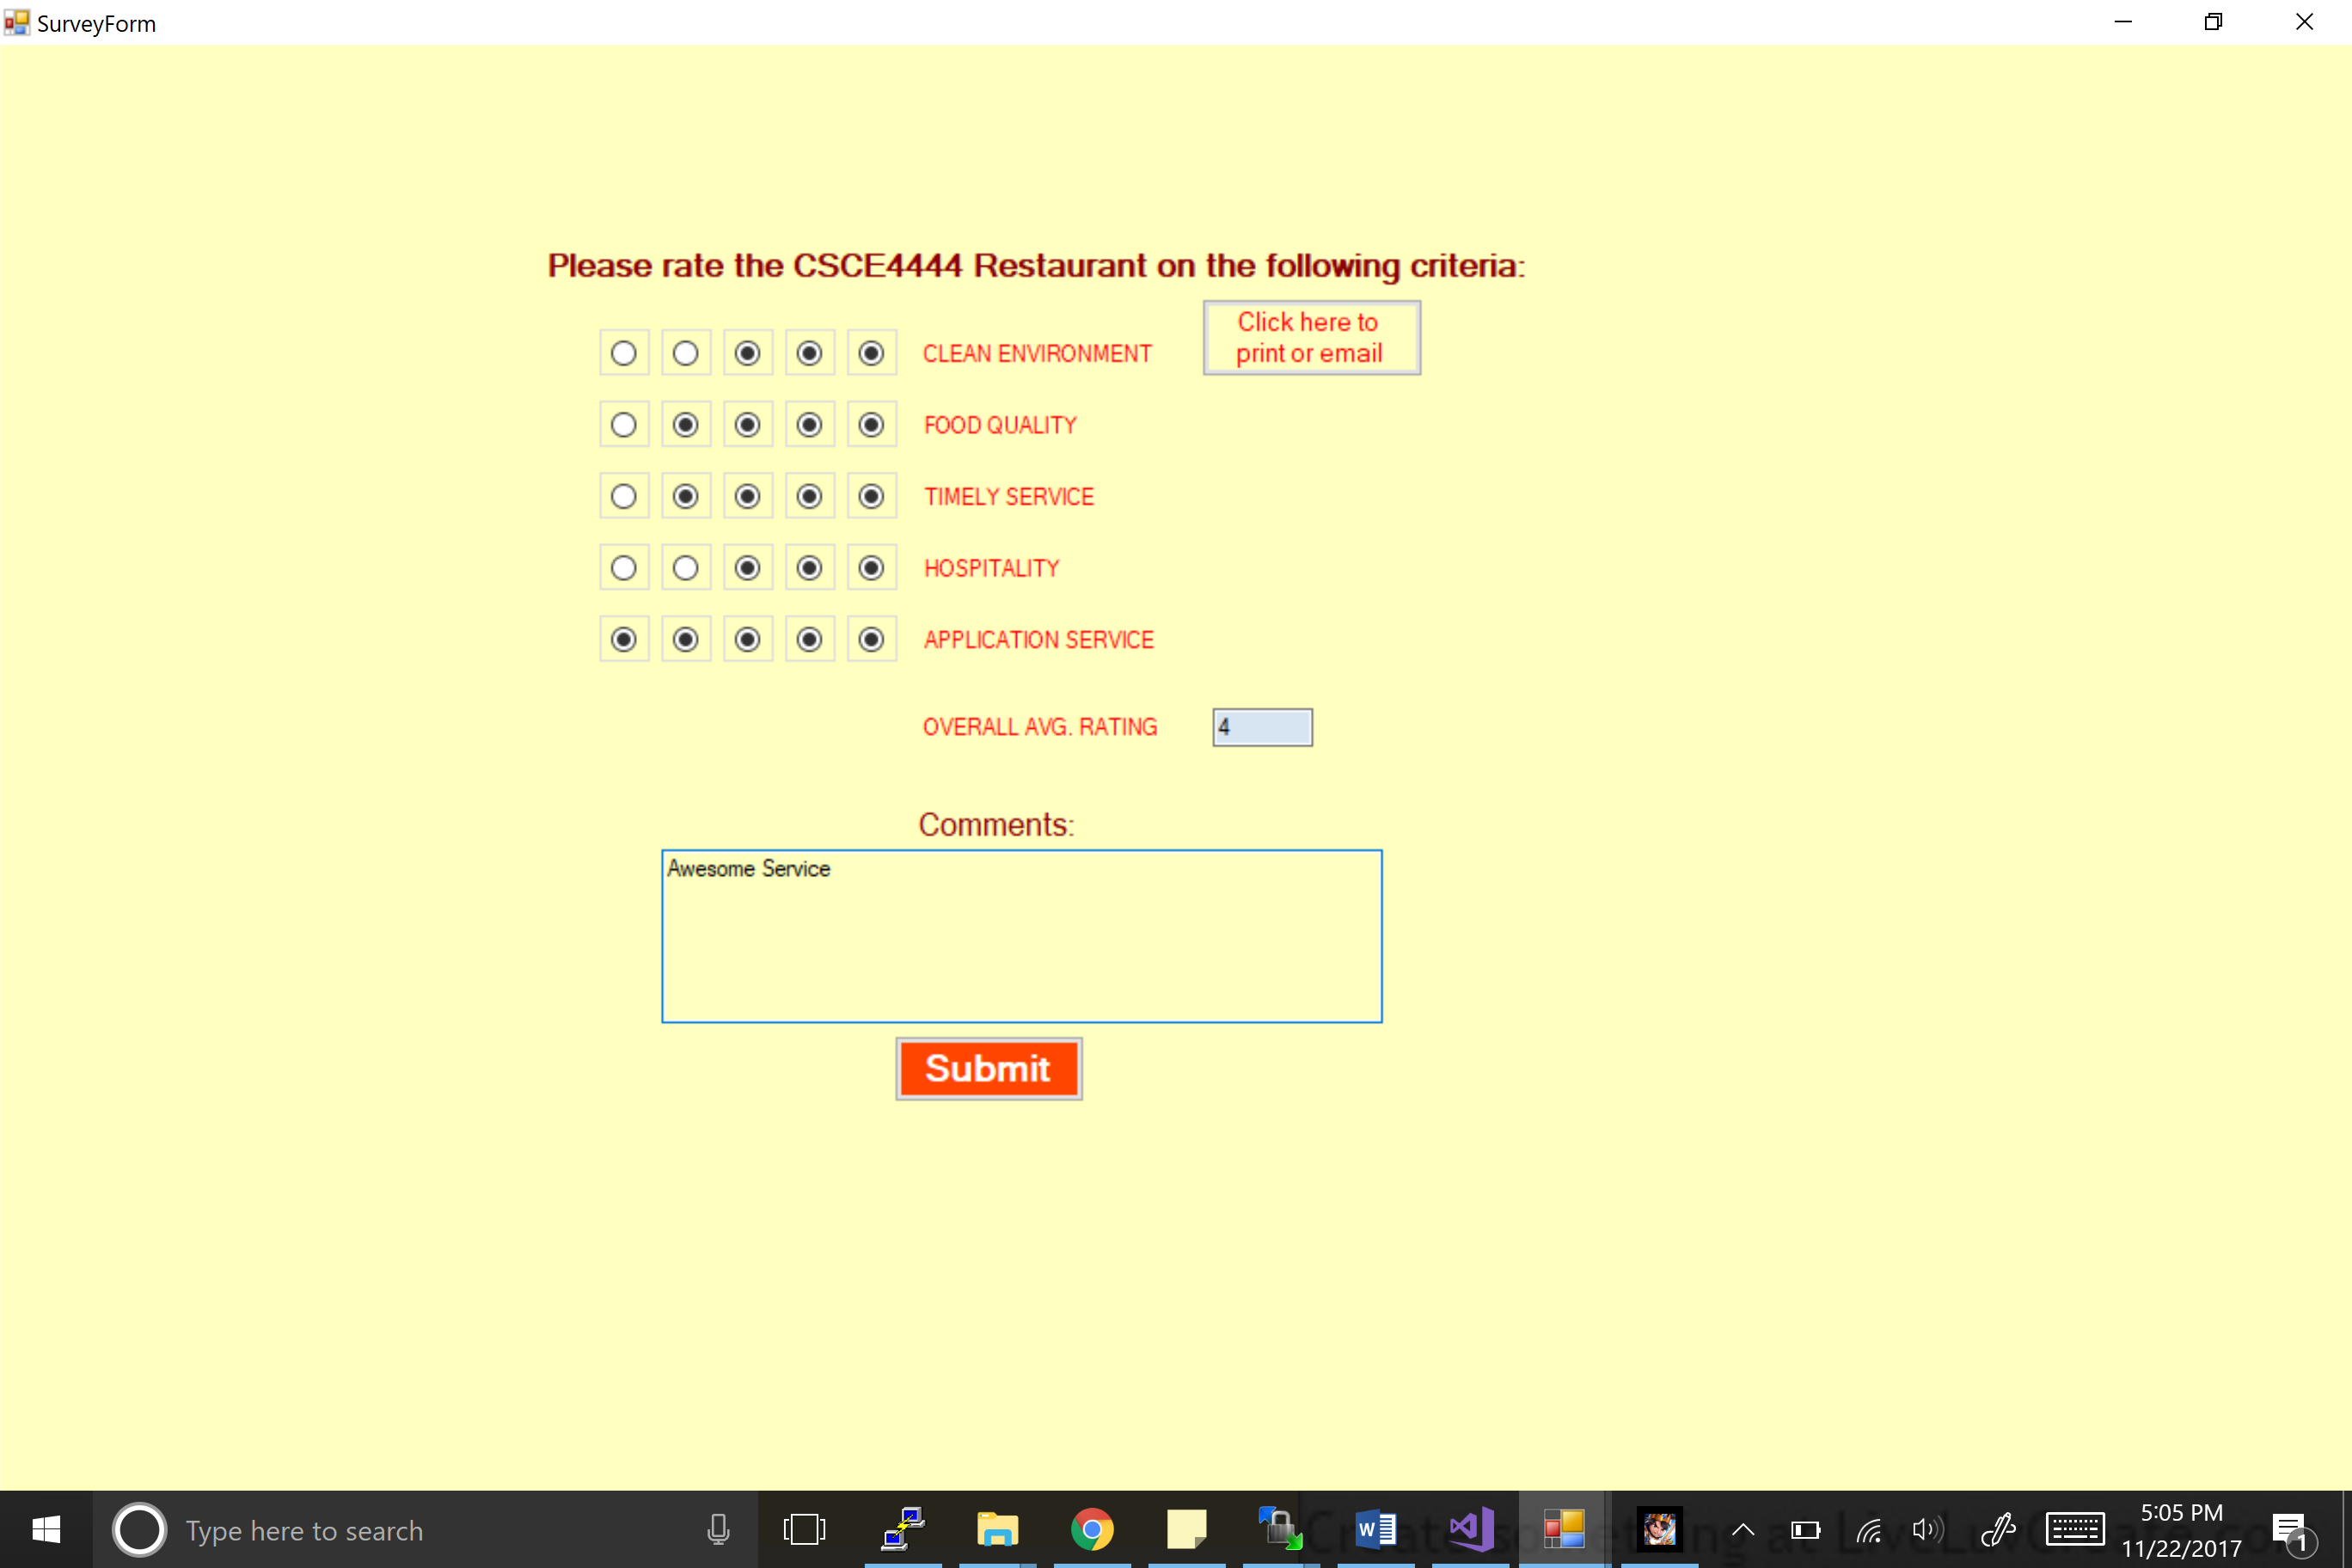 SurveyForm
Please rate the CSCE4444 Restaurant on the following criteria:
Click here to
print or email
CLEAN ENVIRONMENT
FOOD QUALITY
TIMELY SERVICE
HOSPITALITY
APPLICATION SERVICE
OVERALL AVG. RATING 4
Comments:
Awesome Service
Submit
Type here to search
5:05 PM
11/22/2017
1